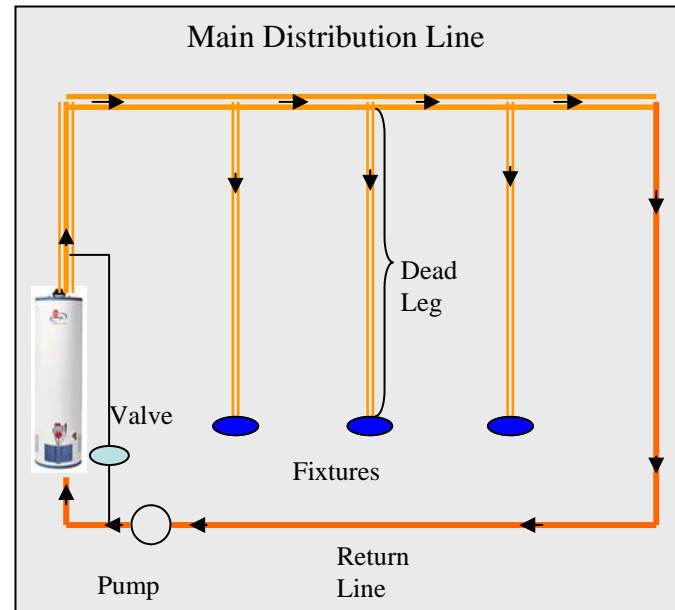 Main Distribution Line
Dead
Leg
Valve
Fixtures
Return
Line
Pump